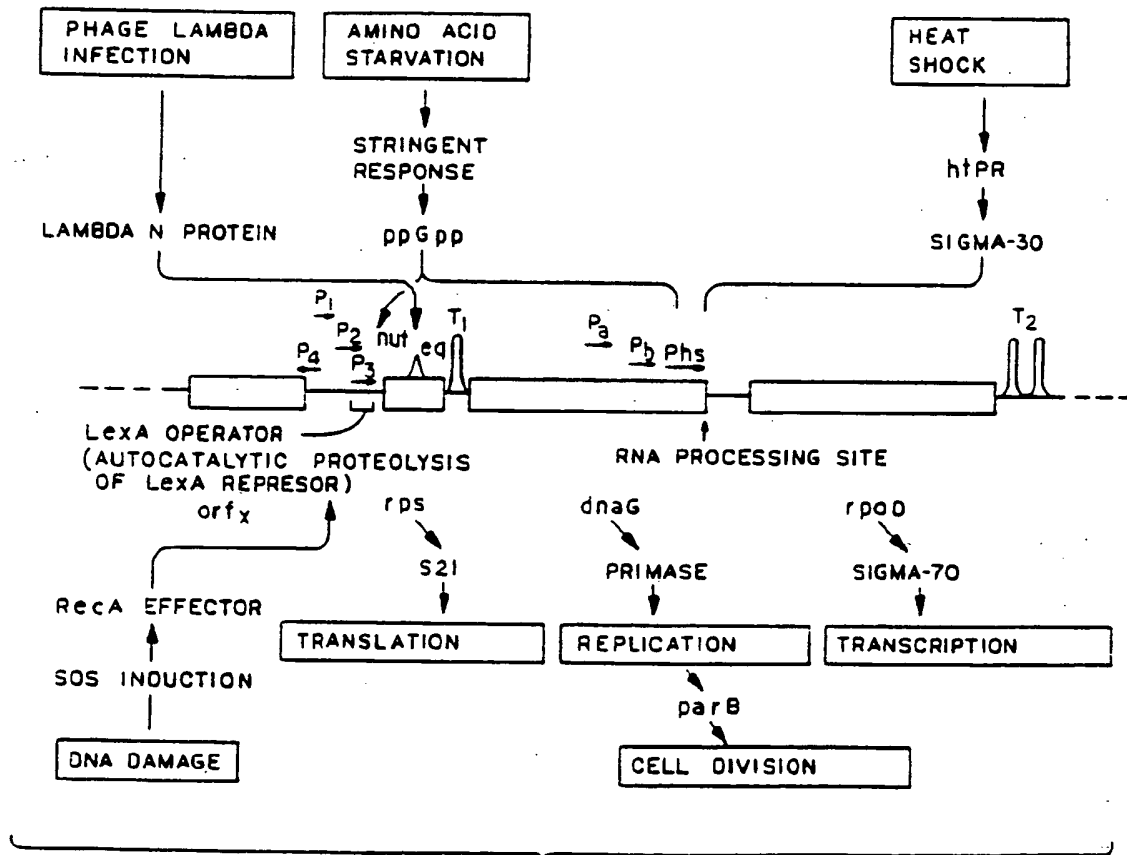 PHAGE LAMBDA
INFECTION
AMINO ACID
STARVATION
HEAT
SHOCK
STRINGENT
RESPONSE
htPR
LAMBDA N PROTEIN
ppGpp
SIGMA-30
P1
P2
P3
P4
nut
eq
T1
Pa
Pb
Phs
T2
LexA OPERATOR
(AUTOCATALYTIC PROTEOLYSIS
OF LexA REPRESOR)
RNA PROCESSING SITE
orfx
rps
dnaG
rpoD
S21
PRIMASE
SIGMA-70
RecA EFFECTOR
TRANSLATION
REPLICATION
TRANSCRIPTION
SOS INDUCTION
parB
DNA DAMAGE
CELL DIVISION